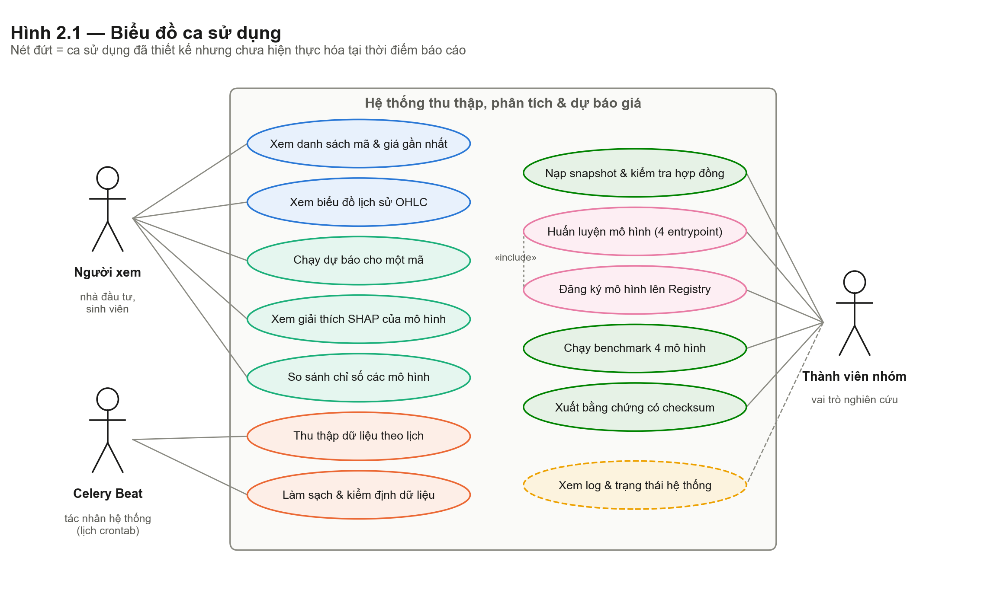 Hình 2.1 — Biểu đồ ca sử dụng
Nét đứt = ca sử dụng đã thiết kế nhưng chưa hiện thực hóa tại thời điểm báo cáo
Hệ thống thu thập, phân tích & dự báo giá
Xem danh sách mã & giá gần nhất
Xem biểu đồ lịch sử OHLC
Chạy dự báo cho một mã
Xem giải thích SHAP của mô hình
So sánh chỉ số các mô hình
Thu thập dữ liệu theo lịch
Làm sạch & kiểm định dữ liệu
Nạp snapshot & kiểm tra hợp đồng
Huấn luyện mô hình (4 entrypoint)
«include»
Đăng ký mô hình lên Registry
Chạy benchmark 4 mô hình
Xuất bằng chứng có checksum
Xem log & trạng thái hệ thống
Người xem
nhà đầu tư,
sinh viên
Celery Beat
tác nhân hệ thống
(lịch crontab)
Thành viên nhóm
vai trò nghiên cứu